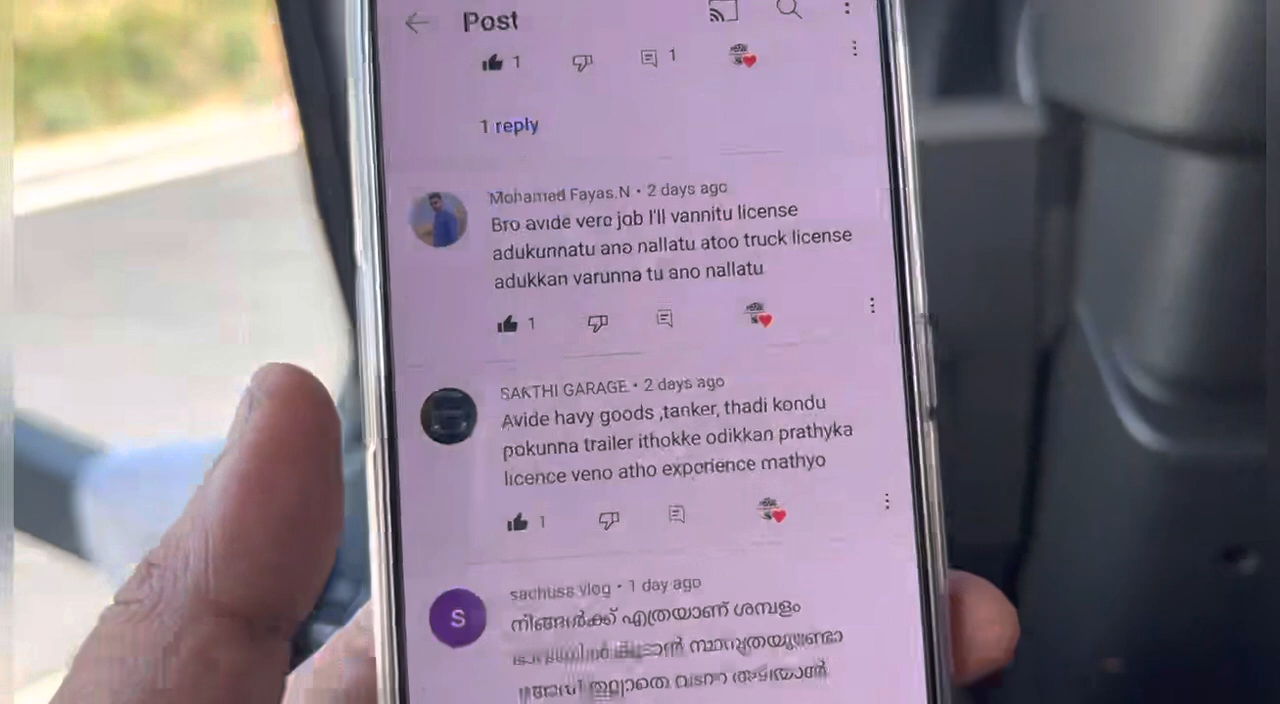 Post
1
1
1 reply
Mohamed Fayas.N • 2 days ago
Bro avide vere job I'll vannitu license
adukunnatu ano nallatu atoo truck license
adukkan varunna tu ano nallatu
1
SAKTHI GARAGE • 2 days ago
Avide havy goods ,tanker, thadi kondu
pokunna trailer ithokke odikkan prathyka
licence veno atho experience mathyo
1
S
sachuss vlog • 1 day ago
നിങ്ങൾക്ക് എത്രയാണ് ശമ്പളം